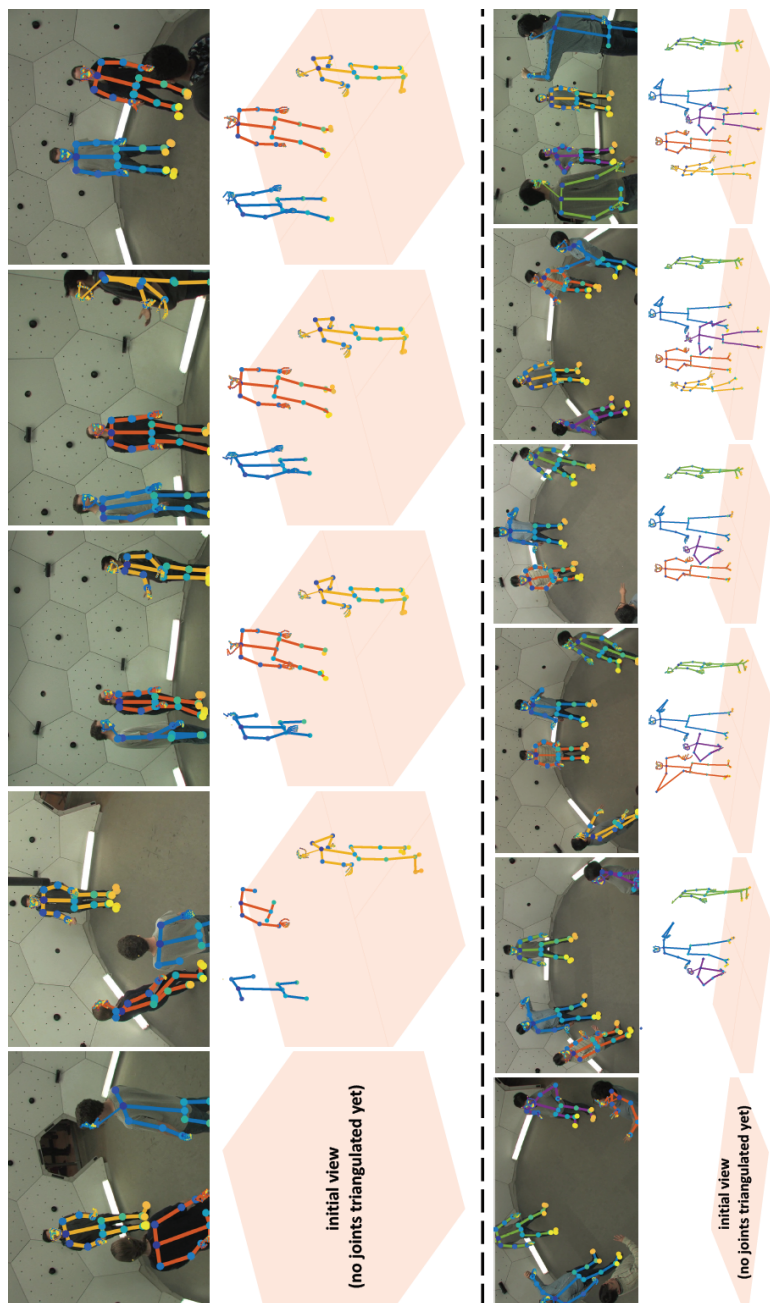 initial view
(no joints triangulated yet)
initial view
(no joints triangulated yet)